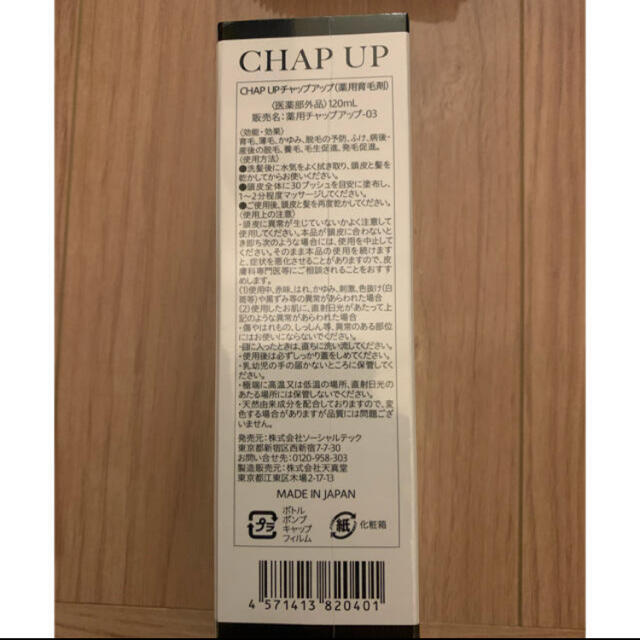 CHAP UP
CHAP UPチャップアップ(薬用育毛剤)
〈医薬部外品〉120mL
販売名：薬用チャップアップ-03
〈効能・効果〉
育毛、薄毛、かゆみ、脱毛の予防、ふけ、病後・
産後の脱毛、養毛、毛生促進、発毛促進。
〈使用方法〉
●洗髪後に水気をよく拭き取り、頭皮と髪を
乾かしてからお使いください。
●頭皮全体に30プッシュを目安に塗布し、
1～2分程度マッサージしてください。
●ご使用後、頭皮と髪を再度乾かしてください。
〈使用上の注意〉
・頭皮に異常が生じていないかよく注意して
使用してください。本品が頭皮に合わないと
き即ち次のような場合には、使用を中止して
ください。そのまま本品の使用を続けます
と、症状を悪化させることがありますので、皮
膚科専門医等にご相談されることをおすす
めします。
(1)使用中、赤味、はれ、かゆみ、刺激、色抜け(白
斑等)や黒ずみ等の異常があらわれた場合
(2)使用したお肌に、直射日光があたって上
記のような異常があらわれた場合
・傷やはれもの、しっしん等、異常のある部位
にはお使いにならないでください。
・目に入ったときは、直ちに洗い流してください。
・使用後は必ずしっかり蓋をしめてください。
・乳幼児の手の届かないところに保管してく
ださい。
・極端に高温又は低温の場所、直射日光の
あたる場所には保管しないでください。
・天然由来成分を配合しておりますので、変
色する場合がありますが品質には問題ござ
いません。
発売元：株式会社ソーシャルテック
東京都新宿区西新宿7-7-30
お問い合せ先：0120-958-303
製造販売元：株式会社天真堂
東京都江東区木場2-17-13
MADE IN JAPAN
プラ
ボトル
ポンプ
キャップ
フィルム
紙
化粧箱
4 571413 820401